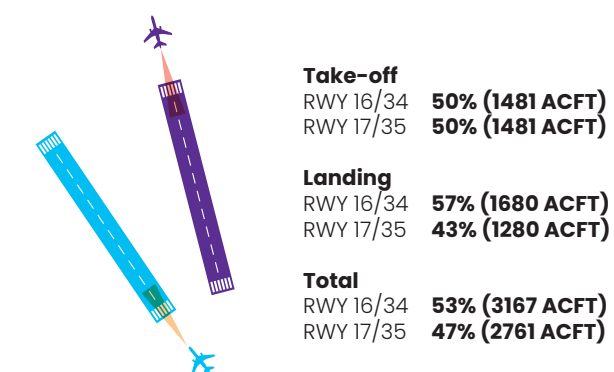 Take-off
RWY 16/34 50% (1481 ACFT)
RWY 17/35 50% (1481 ACFT)
Landing
RWY 16/34 57% (1680 ACFT)
RWY 17/35 43% (1280 ACFT)
Total
RWY 16/34 53% (3167 ACFT)
RWY 17/35 47% (2761 ACFT)